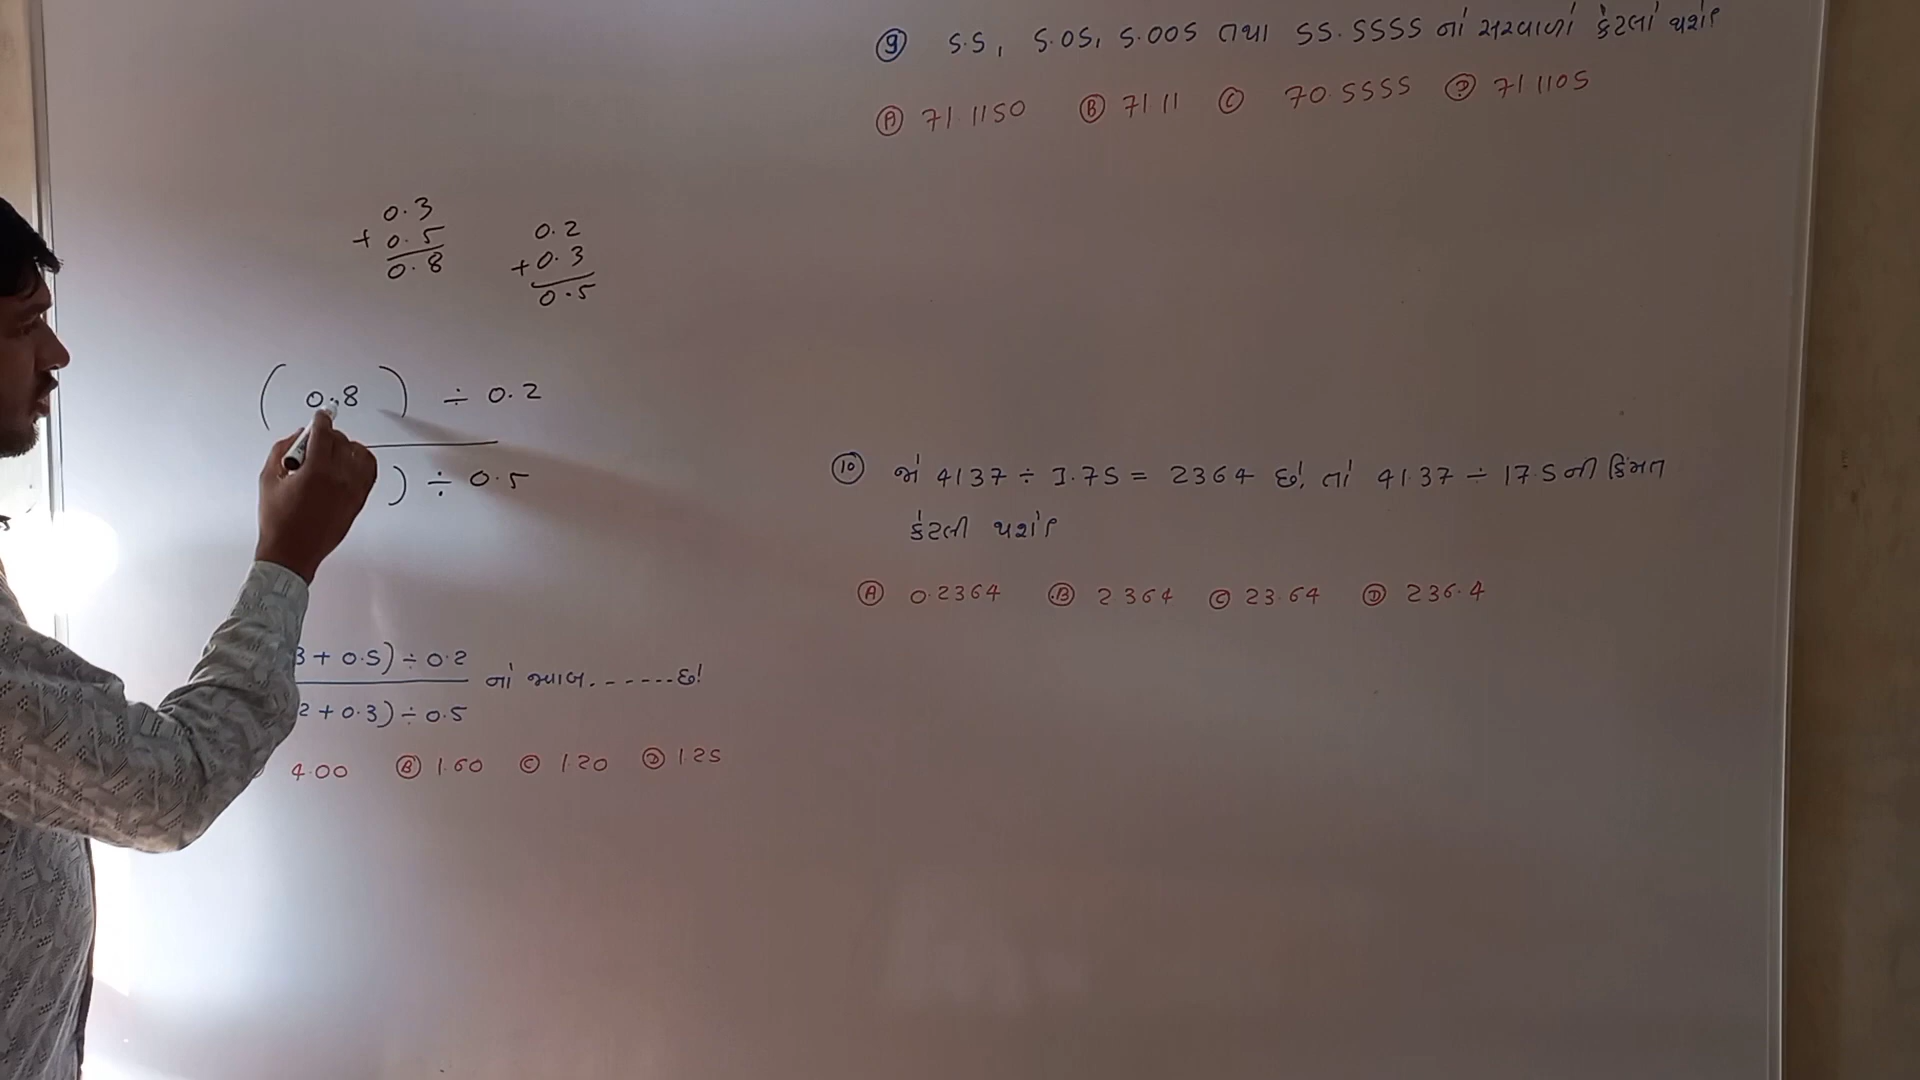 ⑨ 5.5, 5.05, 5.005 તથા 55.5555 નો સરવાળો કેટલો થશે?
Ⓐ 71.1150 Ⓑ 71.11 Ⓒ 70.5555 Ⓓ 71.1105
0.3
+ 0.5
0.8
0.2
+ 0.3
0.5
( 0.8 ) ÷ 0.2
) ÷ 0.5
3 + 0.5) ÷ 0.2
2 + 0.3) ÷ 0.5
નો જવાબ. ------છે!
4.00 Ⓑ 1.60 Ⓒ 1.20 Ⓓ 1.25
⑩ જો 4137 ÷ 1.75 = 2364 છે! તો 41.37 ÷ 17.5 ની કિંમત
કેટલી થશે?
Ⓐ 0.2364 Ⓑ 2.364 Ⓒ 23.64 Ⓓ 236.4